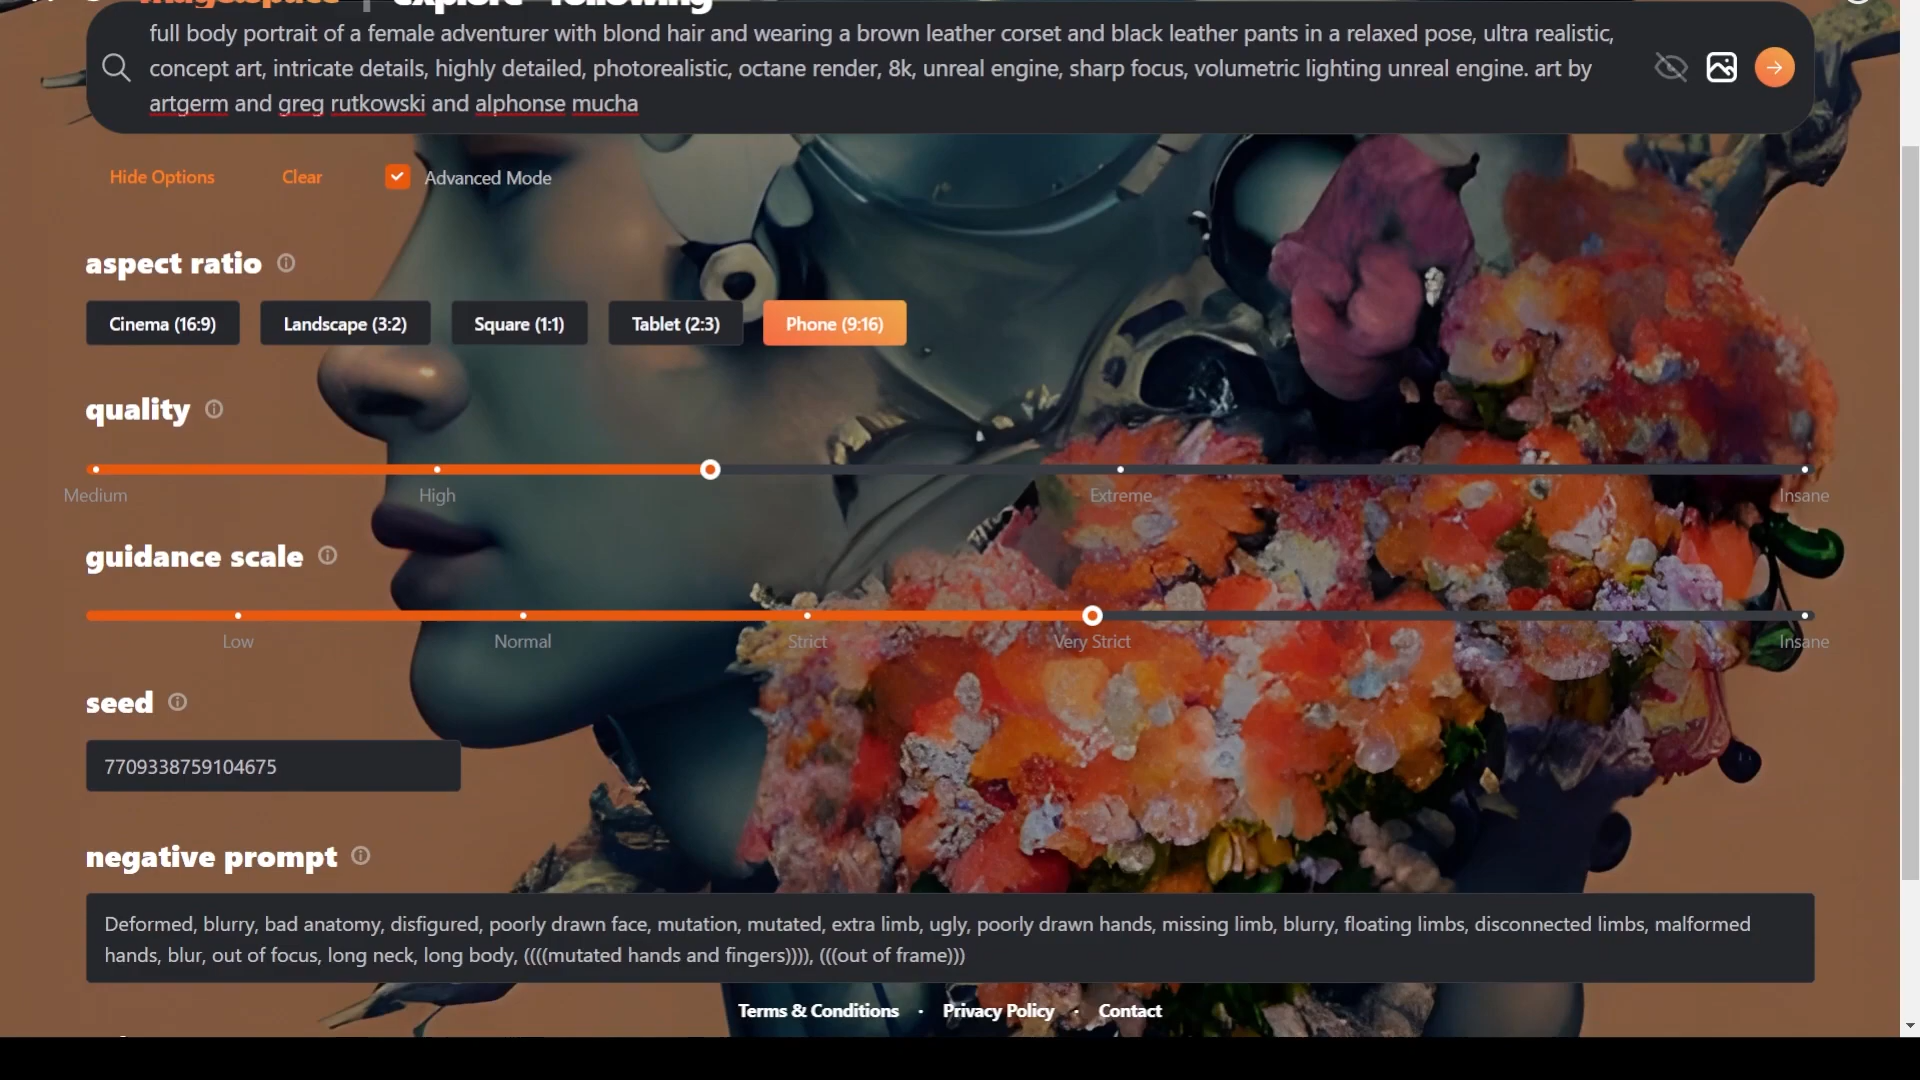 explore following
full body portrait of a female adventurer with blond hair and wearing a brown leather corset and black leather pants in a relaxed pose, ultra realistic,
concept art, intricate details, highly detailed, photorealistic, octane render, 8k, unreal engine, sharp focus, volumetric lighting unreal engine. art by
artgerm and greg rutkowski and alphonse mucha
Hide Options Clear Advanced Mode
aspect ratio
Cinema (16:9) Landscape (3:2) Square (1:1) Tablet (2:3) Phone (9:16)
quality
Medium High Extreme Insane
guidance scale
Low Normal Strict Very Strict Insane
seed
7709338759104675
negative prompt
Deformed, blurry, bad anatomy, disfigured, poorly drawn face, mutation, mutated, extra limb, ugly, poorly drawn hands, missing limb, blurry, floating limbs, disconnected limbs, malformed
hands, blur, out of focus, long neck, long body, ((((mutated hands and fingers)))), (((out of frame)))
Terms & Conditions · Privacy Policy · Contact